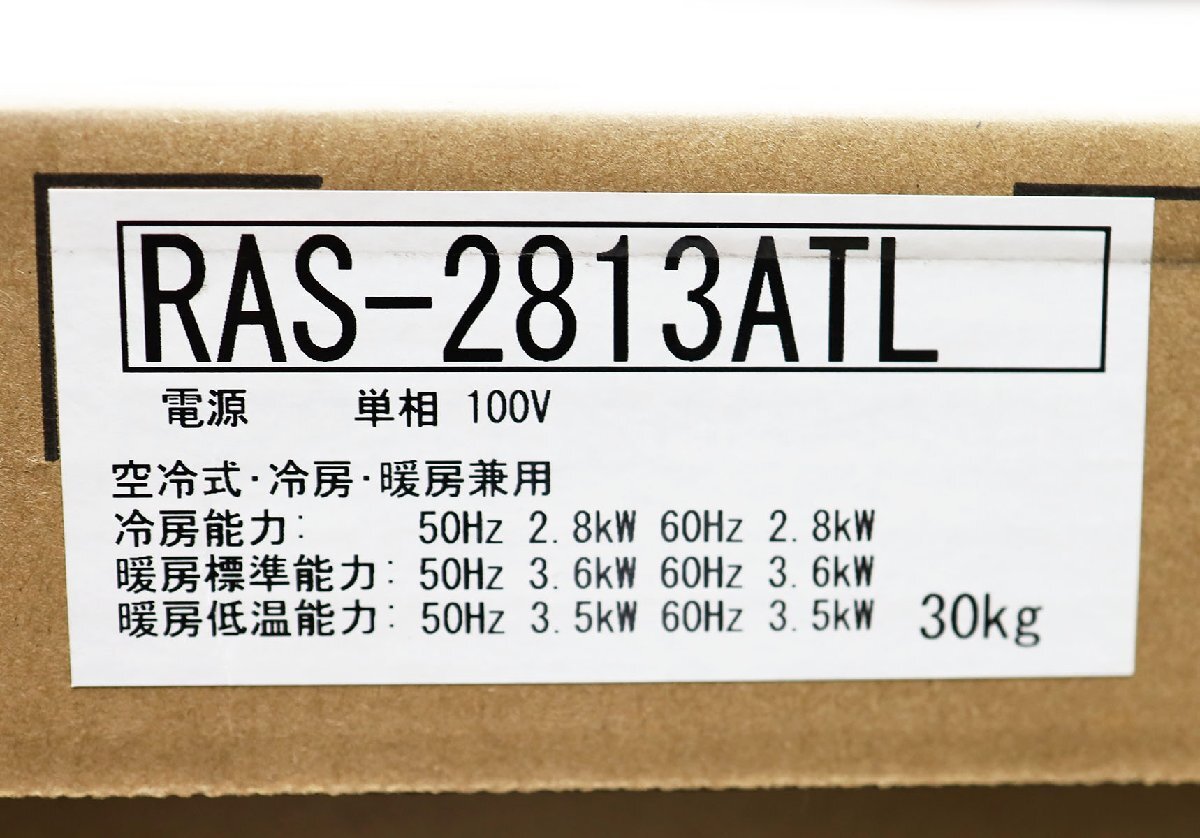 RAS-2813ATL
電源 単相 100V
空冷式・冷房・暖房兼用
冷房能力: 50Hz 2.8kW 60Hz 2.8kW
暖房標準能力: 50Hz 3.6kW 60Hz 3.6kW
暖房低温能力: 50Hz 3.5kW 60Hz 3.5kW 30kg